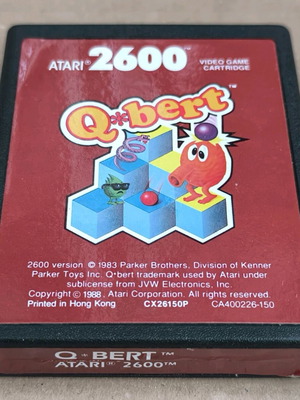 ATARI® 2600™ VIDEO GAME
CARTRIDGE
Q*bert™
2600 version © 1983 Parker Brothers, Division of Kenner
Parker Toys Inc. Q*bert trademark used by Atari under
sublicense from JVW Electronics, Inc.
Copyright © 1988, Atari Corporation. All rights reserved.
Printed in Hong Kong CX26150P CA400226-150
Q*BERT™
ATARI® 2600™